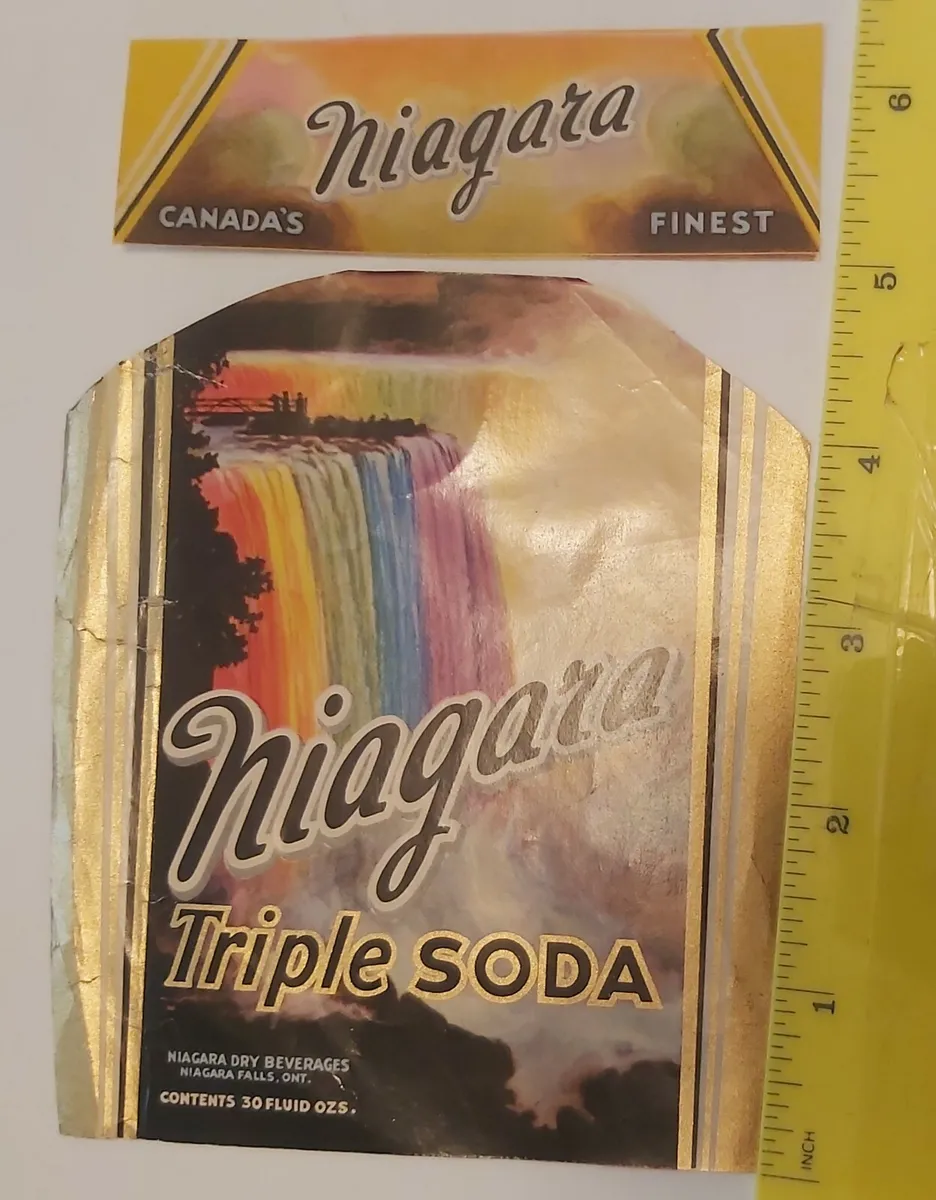 Niagara
CANADA'S FINEST
Niagara
Triple SODA
NIAGARA DRY BEVERAGES
NIAGARA FALLS, ONT.
CONTENTS 30 FLUID OZS.
6
5
4
3
2
1
INCH